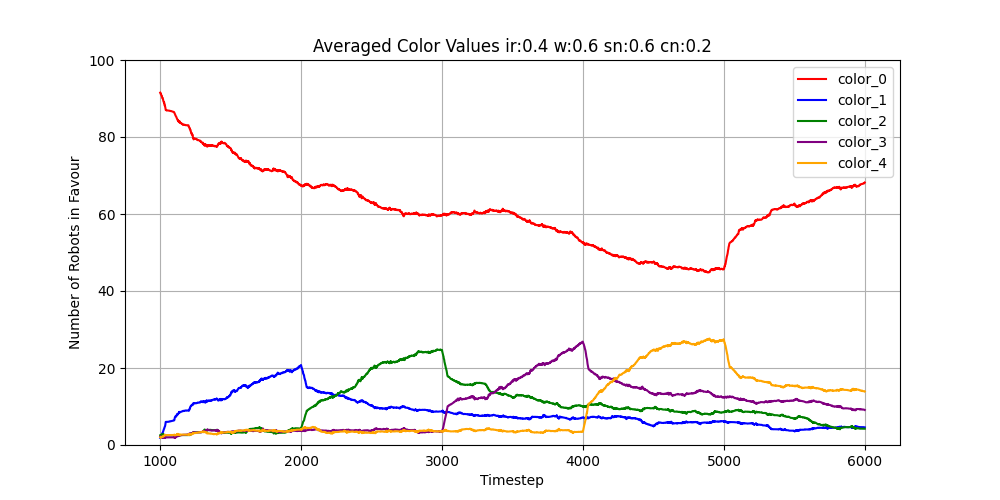 Averaged Color Values ir:0.4 w:0.6 sn:0.6 cn:0.2
Number of Robots in Favour
100
80
60
40
20
0
1000 2000 3000 4000 5000 6000
Timestep
color_0
color_1
color_2
color_3
color_4